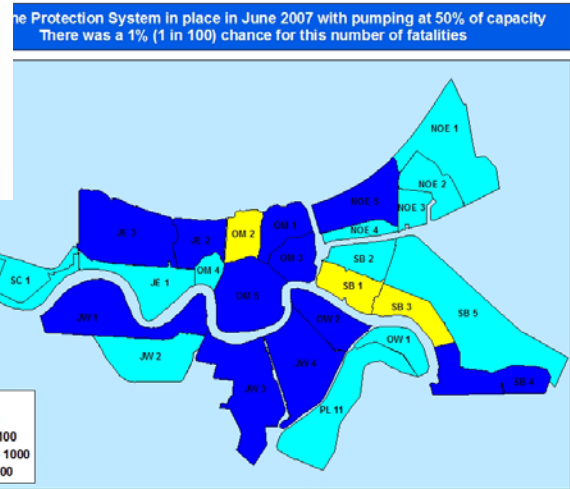 Protection System in place in June 2007 with pumping at 50% of capacity
There was a 1% (1 in 100) chance for this number of fatalities
NOE 1
NOE 2
NOE 5
NOE 3
NOE 4
OM 1
OM 2
JE 3
JE 2
OM 3
SB 2
OM 4
SC 1
JE 1
SB 1
OM 5
SB 3
SB 5
JW 1
OW 2
OW 1
JW 2
JW 4
SB 4
JW 3
PL 11
100
1000
00